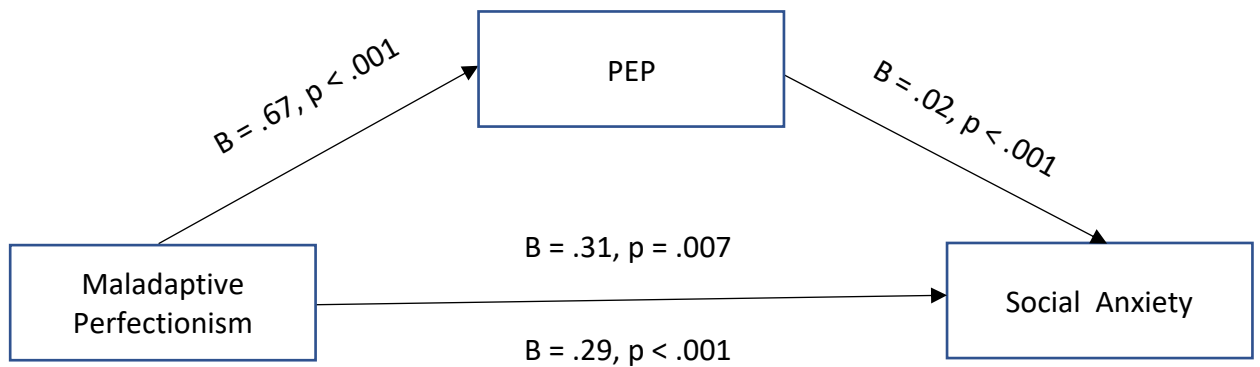 PEP
B = .67, p < .001
B = .02, p < .001
B = .31, p = .007
Maladaptive
Perfectionism
Social Anxiety
B = .29, p < .001